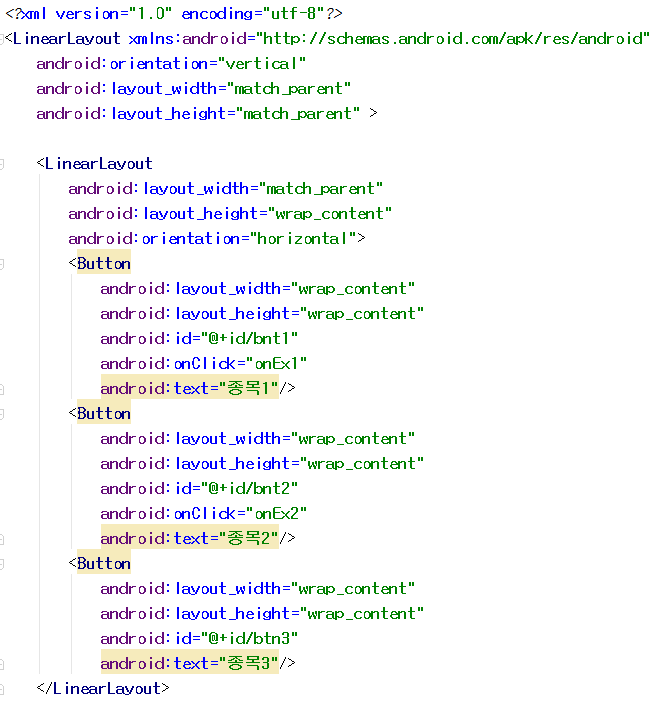 <?xml version="1.0" encoding="utf-8"?>
<LinearLayout xmlns:android="http://schemas.android.com/apk/res/android"
    android:orientation="vertical"
    android:layout_width="match_parent"
    android:layout_height="match_parent" >

    <LinearLayout
        android:layout_width="match_parent"
        android:layout_height="wrap_content"
        android:orientation="horizontal">
        <Button
            android:layout_width="wrap_content"
            android:layout_height="wrap_content"
            android:id="@+id/bnt1"
            android:onClick="onEx1"
            android:text="종목1"/>
        <Button
            android:layout_width="wrap_content"
            android:layout_height="wrap_content"
            android:id="@+id/bnt2"
            android:onClick="onEx2"
            android:text="종목2"/>
        <Button
            android:layout_width="wrap_content"
            android:layout_height="wrap_content"
            android:id="@+id/btn3"
            android:text="종목3"/>
    </LinearLayout>